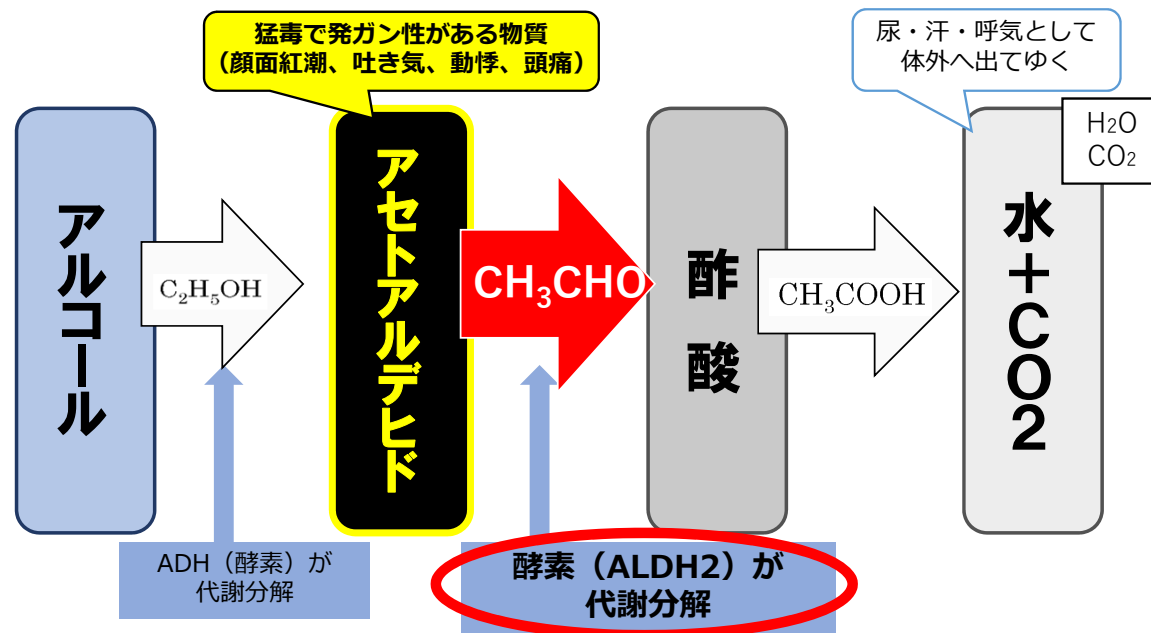 猛毒で発ガン性がある物質
（顔面紅潮、吐き気、動悸、頭痛）
尿・汗・呼気として
体外へ出てゆく
H2O
CO2
アルコール
C₂H₅OH
アセトアルデヒド
CH₃CHO
酢酸
CH₃COOH
水＋ＣＯ２
ADH（酵素）が
代謝分解
酵素（ALDH2）が
代謝分解